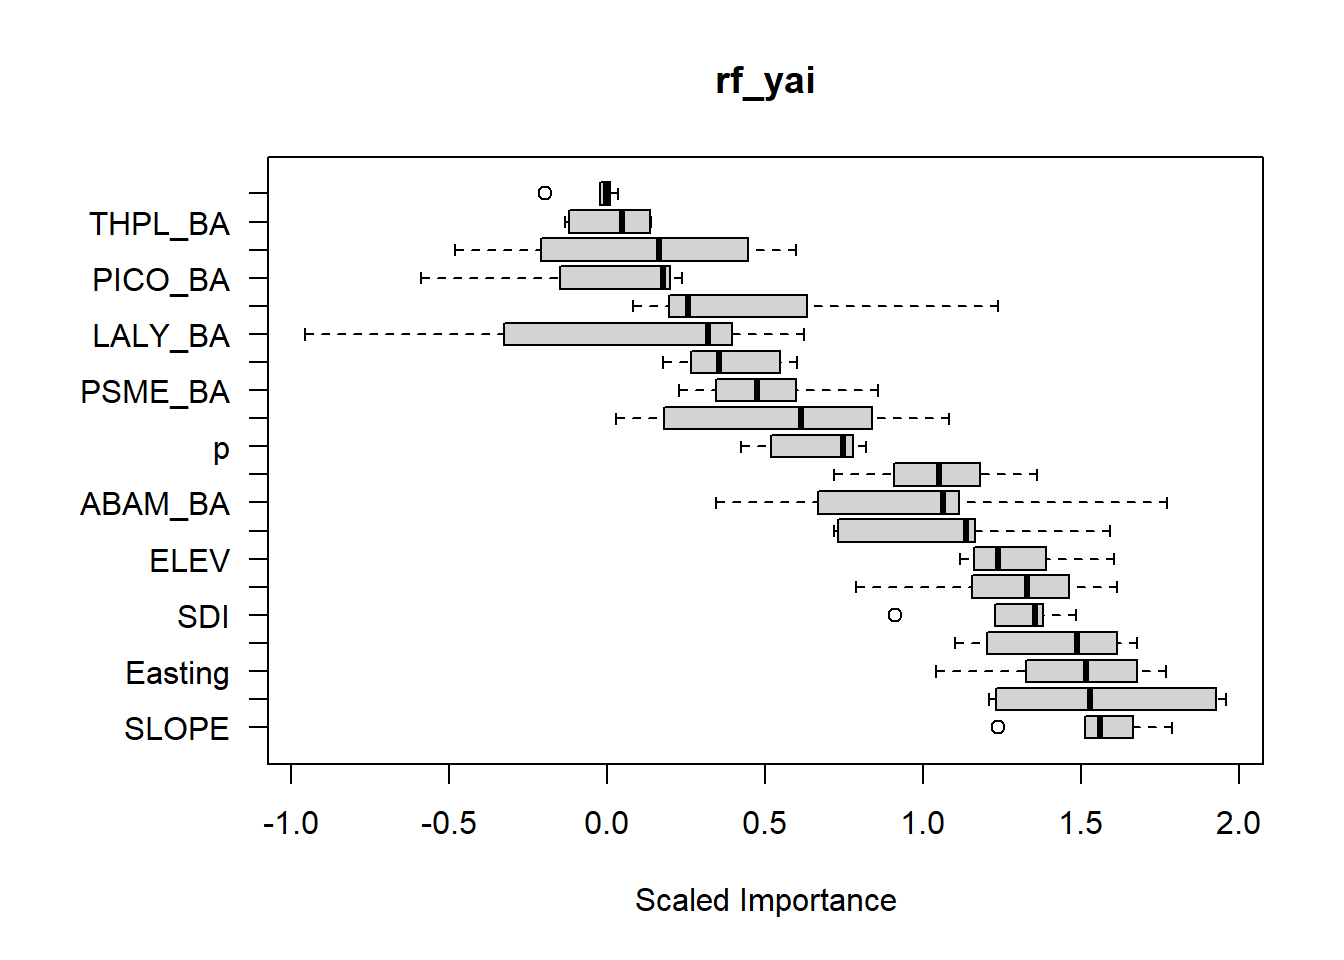 rf_yai
THPL_BA
PICO_BA
LALY_BA
PSME_BA
p
ABAM_BA
ELEV
SDI
Easting
SLOPE
-1.0 -0.5 0.0 0.5 1.0 1.5 2.0
Scaled Importance